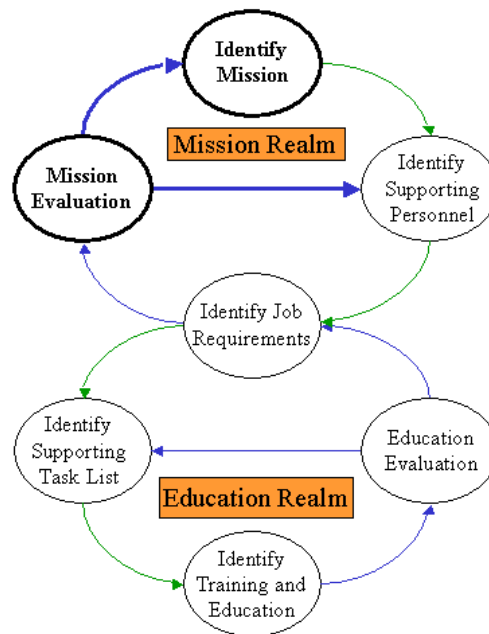 Identify
Mission
Mission Realm
Mission
Evaluation
Identify
Supporting
Personnel
Identify Job
Requirements
Identify
Supporting
Task List
Education
Evaluation
Education Realm
Identify
Training and
Education